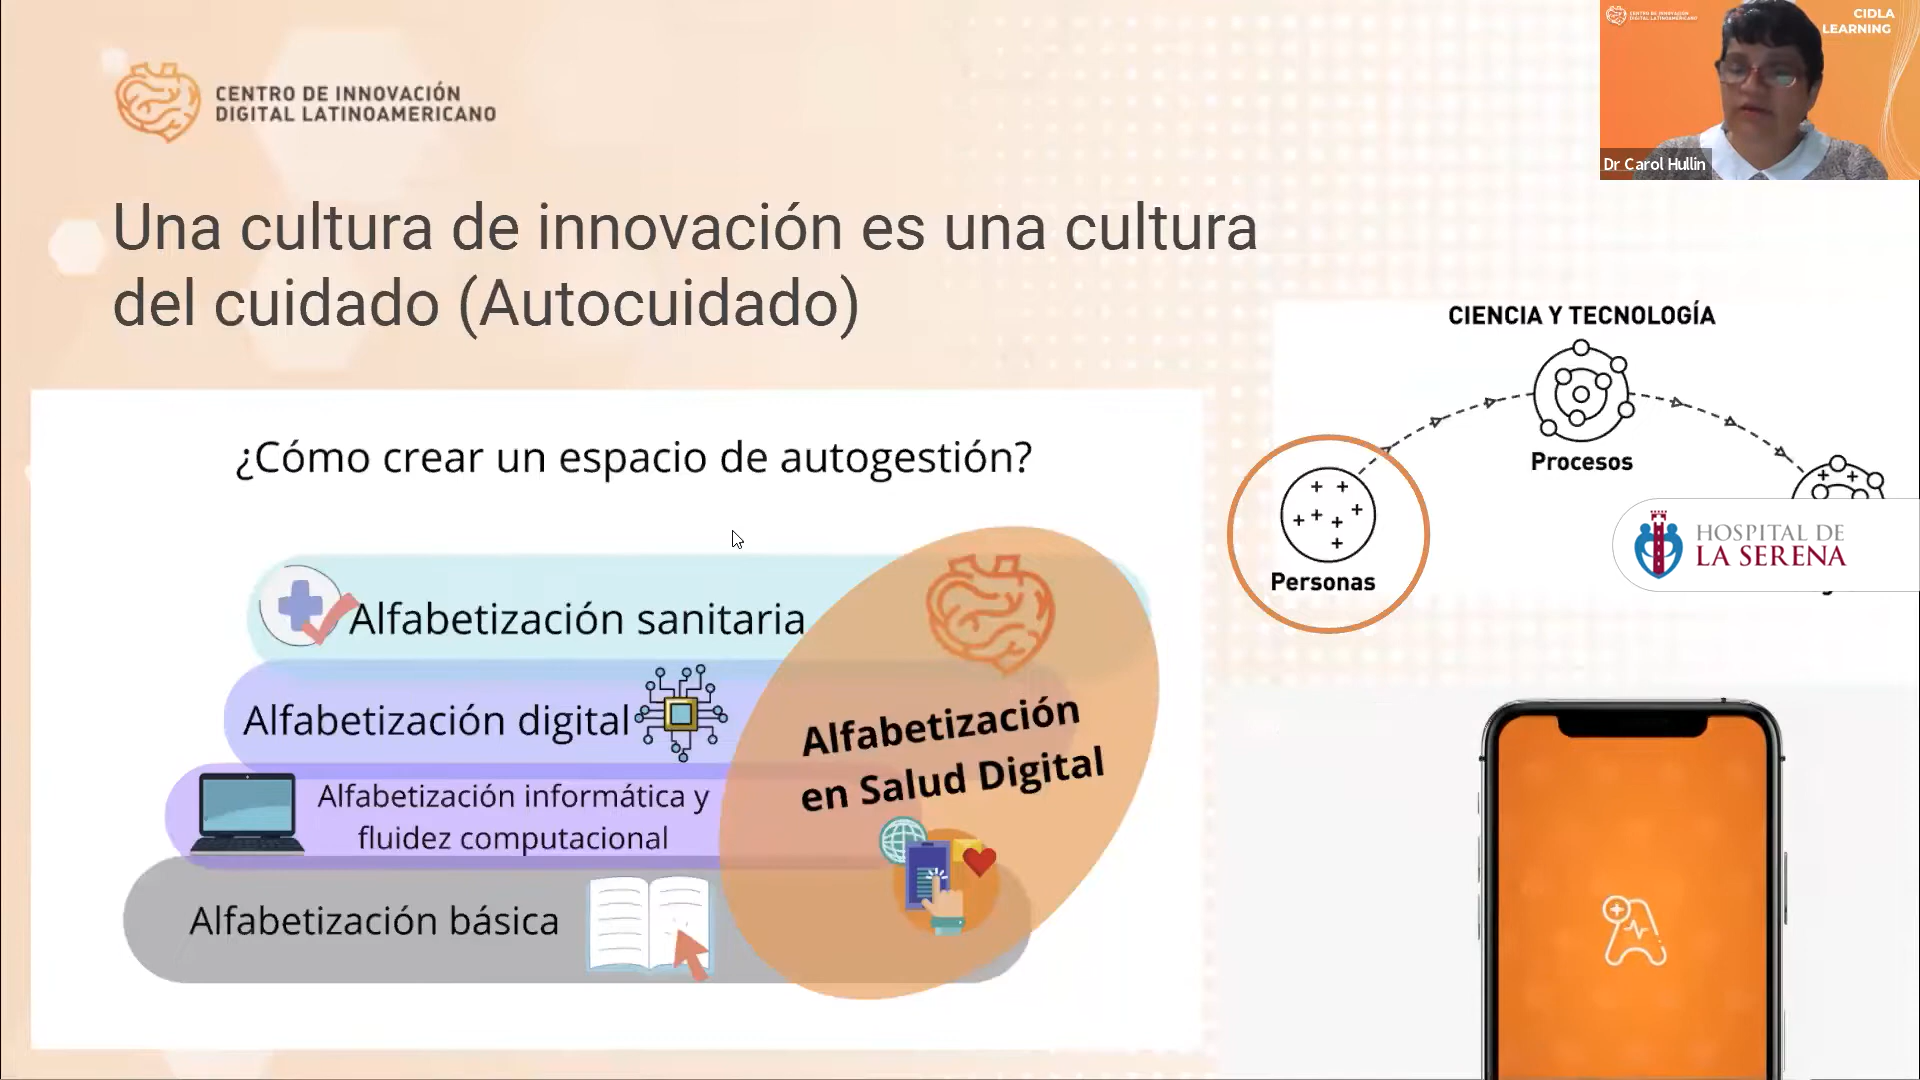 CENTRO DE INNOVACIÓN
DIGITAL LATINOAMERICANO
CIDLA
LEARNING
Dr Carol Hullin
Una cultura de innovación es una cultura
del cuidado (Autocuidado)
¿Cómo crear un espacio de autogestión?
Alfabetización sanitaria
Alfabetización digital
Alfabetización informática y
fluidez computacional
Alfabetización básica
Alfabetización
en Salud Digital
CIENCIA Y TECNOLOGÍA
Procesos
Personas
HOSPITAL DE
LA SERENA